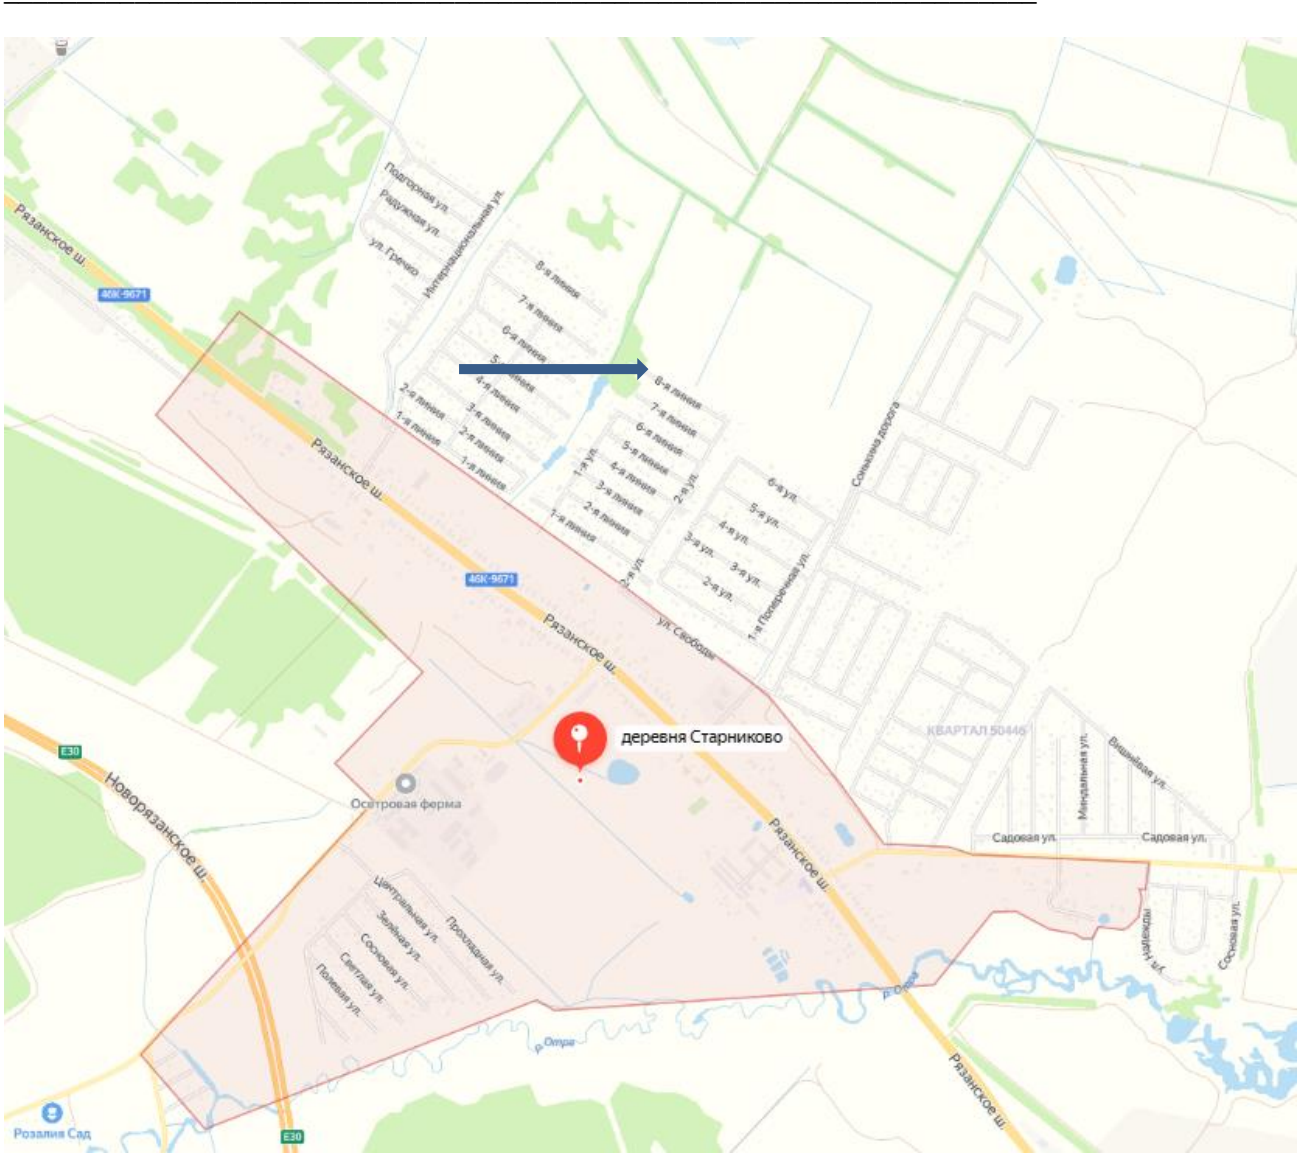 Подгорная ул.
Радужная ул.
ул. Гречко
Интернациональная ул.
Рязанское ш.
46К-9671
8-я линия
7-я линия
6-я линия
5-я линия
4-я линия
3-я линия
2-я линия
1-я линия
2-я линия
1-я линия
8-я линия
7-я линия
6-я линия
5-я линия
4-я линия
3-я линия
2-я линия
1-я линия
1-я ул.
2-я ул.
2-я ул.
6-я ул.
5-я ул.
4-я ул.
3-я ул.
3-я ул.
2-я ул.
Сонькина дорога
1-я Поперечная ул.
Рязанское ш.
46К-9671
Рязанское ш.
ул. Свободы
КВАРТАЛ 50446
деревня Старниково
Вишнёвая ул.
Миндальная ул.
Садовая ул.
Садовая ул.
E30
Новорязанское ш.
Осетровая ферма
Рязанское ш.
Центральная ул.
Зелёная ул.
Сосновая ул.
Светлая ул.
Полевая ул.
Прохладная ул.
ул. Надежды
Сосновая ул.
р. Отра
р. Отра
Рязанское ш.
Розалия Сад
E30